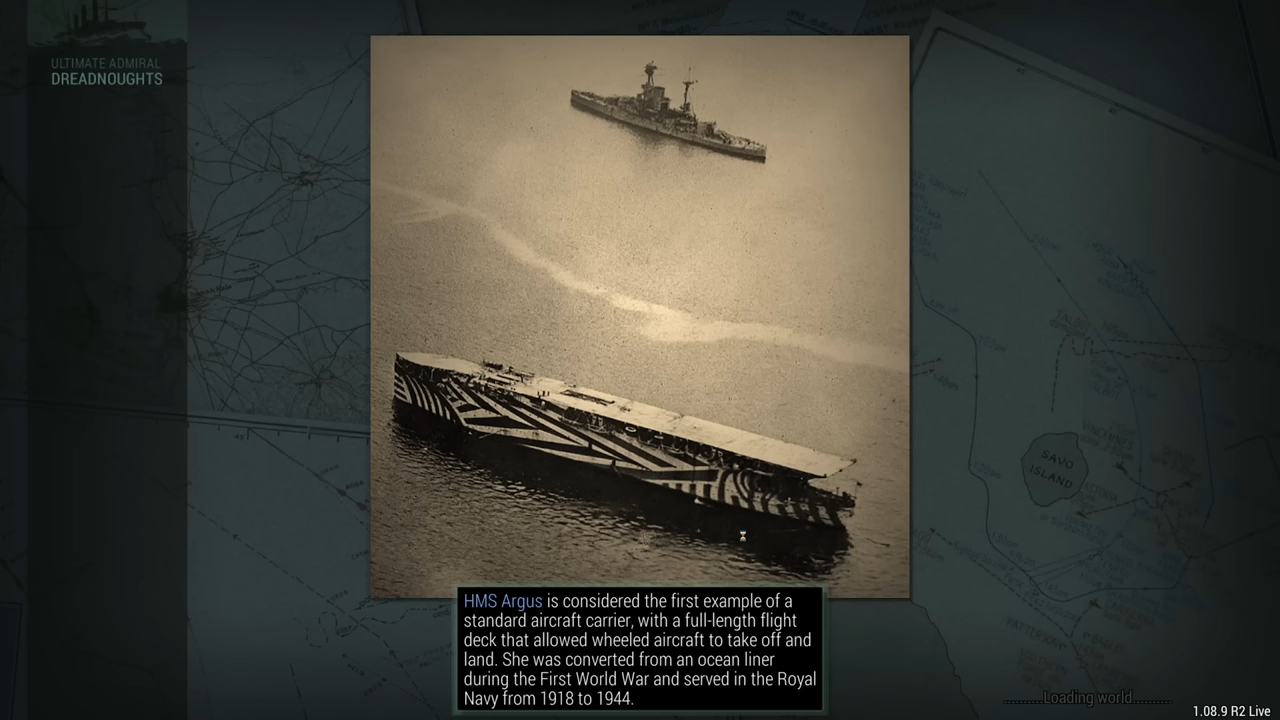 ULTIMATE ADMIRAL
DREADNOUGHTS
HMS Argus is considered the first example of a
standard aircraft carrier, with a full-length flight
deck that allowed wheeled aircraft to take off and
land. She was converted from an ocean liner
during the First World War and served in the Royal
Navy from 1918 to 1944.
SAVO
ISLAND
Loading world
1.08.9 R2 Live